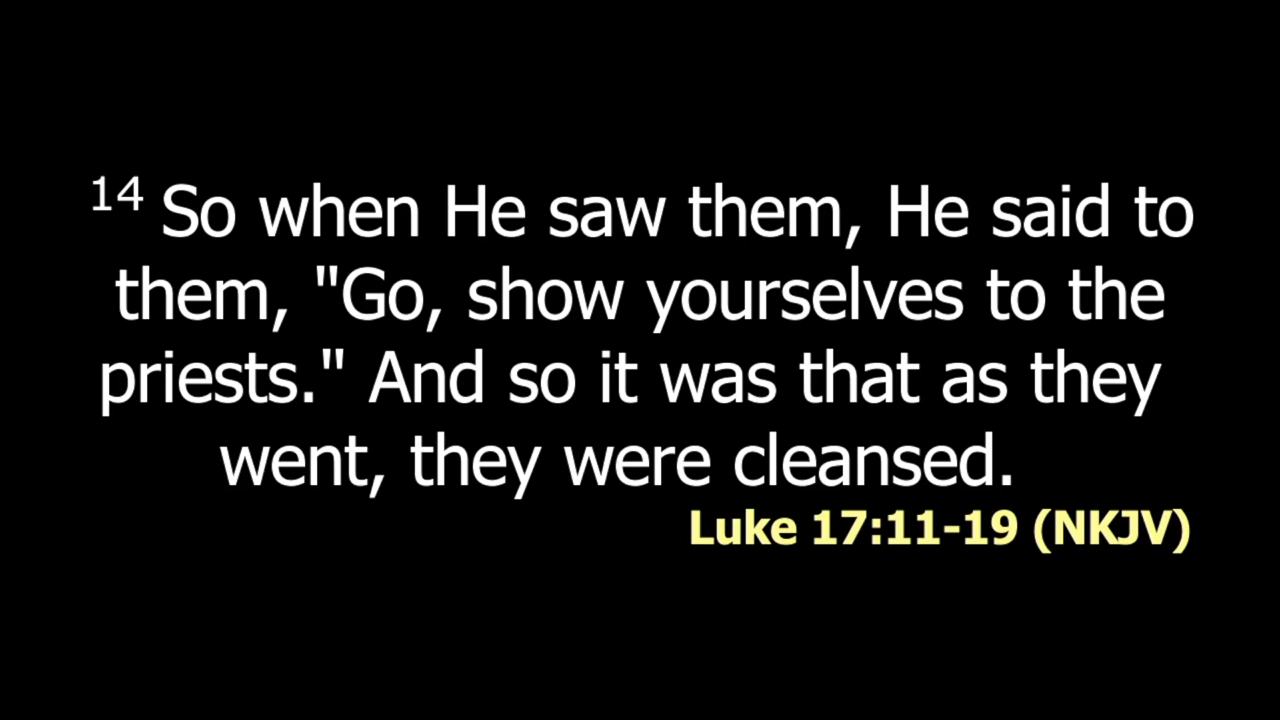 14 So when He saw them, He said to
them, "Go, show yourselves to the
priests." And so it was that as they
went, they were cleansed.
Luke 17:11-19 (NKJV)